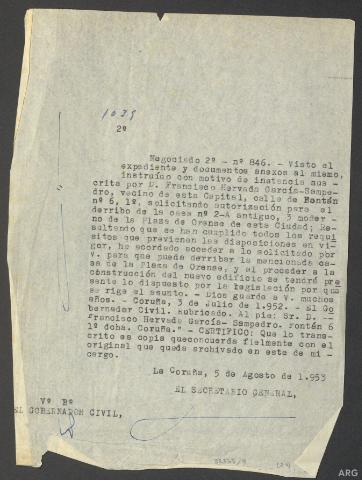 1035
2º
Negociado 2º - nº 846. - Visto el
expediente y documentos anexos al mismo,
instruido con motivo de instancia sus-
crita por D. Francisco Hervada García-Sampe-
dro, vecino de esta Capital, calle de Fontán
nº 6, 1º, solicitando autorización para el
derribo de la casa nº 2-A antiguo, 3 moder-
no de la Plaza de Orense de esta Ciudad; Re-
sultando que se han cumplido todos los requi
sitos que previenen las disposiciones en vi-
gor, he acordado acceder a lo solicitado por
V. para que pueda derribar la mencionada ca-
sa de la Plaza de Orense, y al proceder a la
construcción del nuevo edificio se tendrá pre
sente lo dispuesto por la legislación por que
se rige el asunto. - Dios guarde a V. muchos
años. - Coruña, 3 de Julio de 1.952. - El Go
bernador Civil. Rubricado. Al pie: Sr. D. --
Francisco Hervada García-Sampedro. Fontán 6
1º dcha. Coruña." - CERTIFICO: Que lo trans-
crito es copia queconcuerda fielmente con el
original que queda archivado en este de mi -
cargo.
La Coruña, 5 de Agosto de 1.953
EL SECRETARIO GENERAL,
Vº Bº
EL GOBERNADOR CIVIL,
ARG